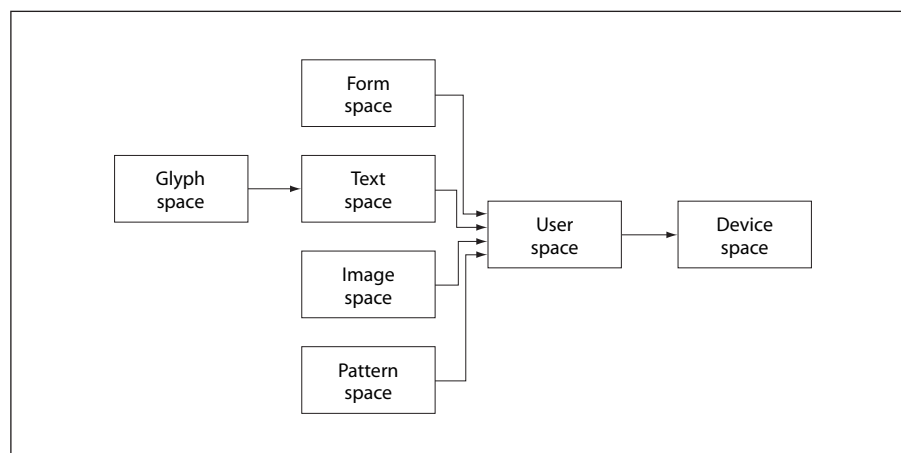 Form
space
Glyph
space
Text
space
User
space
Device
space
Image
space
Pattern
space